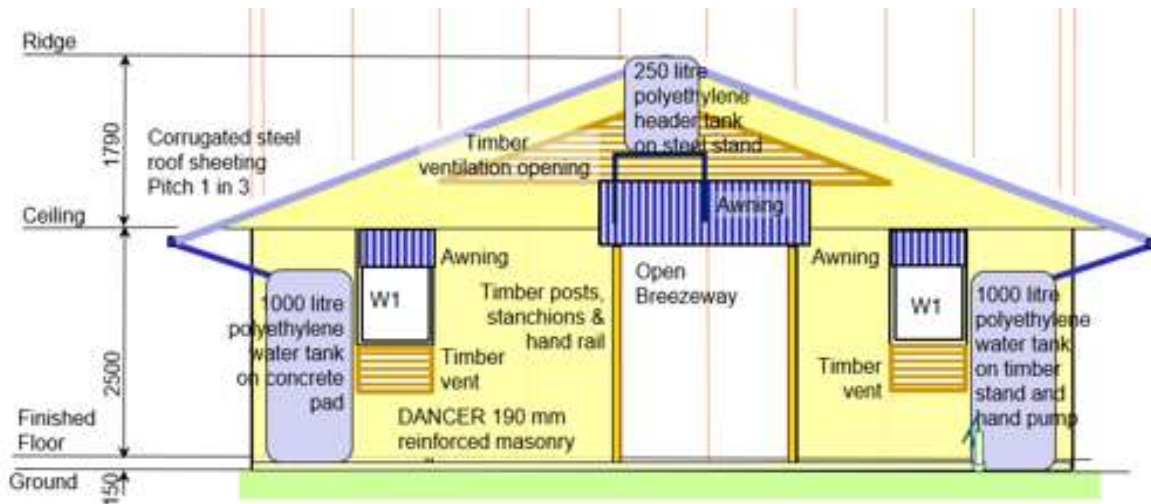 Ridge
1790
Corrugated steel
roof sheeting
Pitch 1 in 3
250 litre
polyethylene
header tank
on steel stand
Timber
ventilation opening
Ceiling
Awning
Awning
Awning
2500
1000 litre
polyethylene
water tank
on concrete
pad
W1
Timber
vent
Timber posts,
stanchions &
hand rail
Open
Breezeway
W1
Timber
vent
1000 litre
polyethylene
water tank
on timber
stand and
hand pump
DANCER 190 mm
reinforced masonry
Finished
Floor
Ground
150